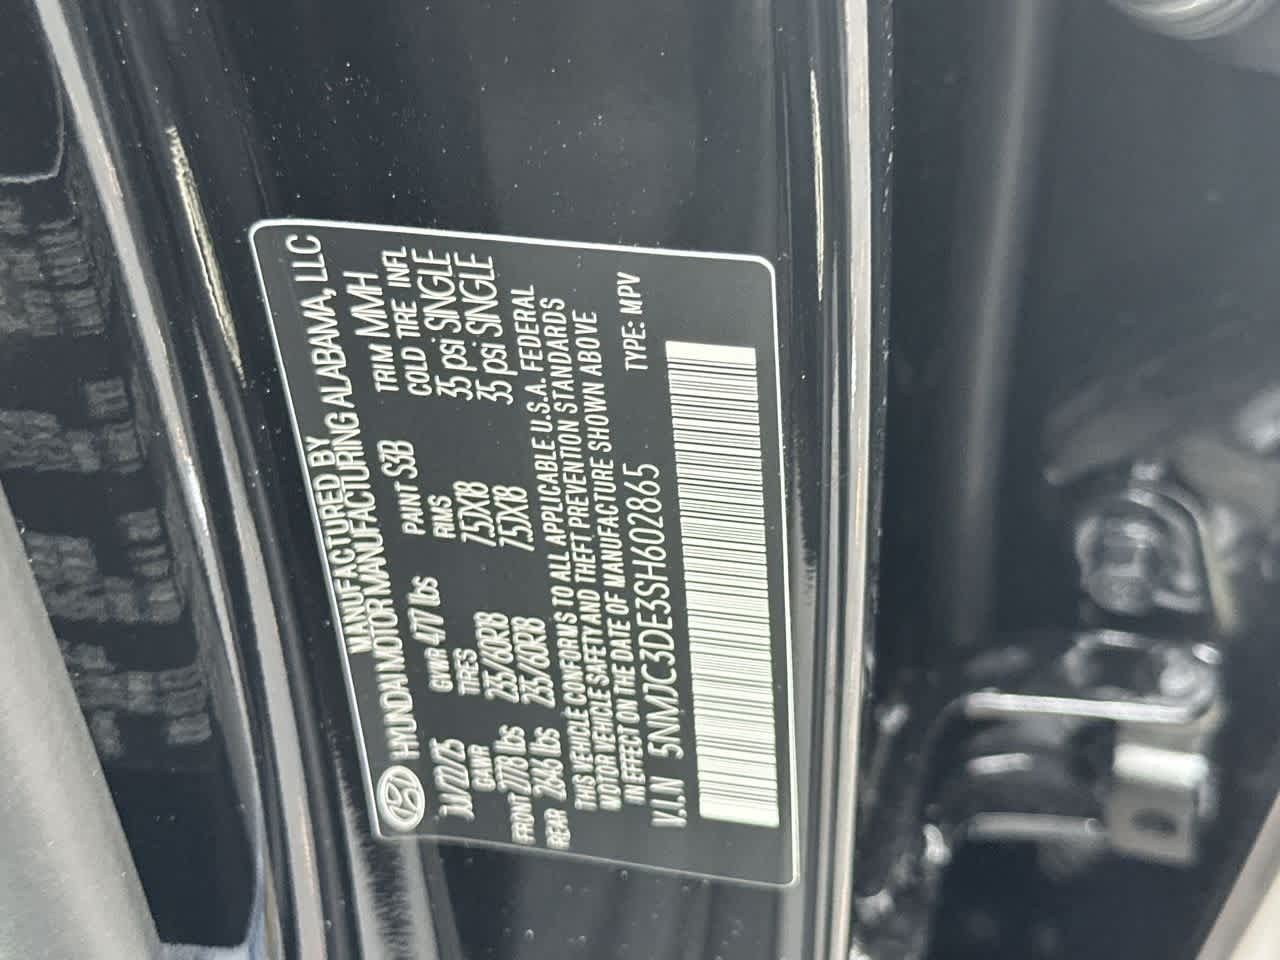 MANUFACTURED BY
HYUNDAI MOTOR MANUFACTURING ALABAMA, LLC
GVWR 4717 lbs PAINT S3B TRIM MMH
GAWR TIRES RIMS COLD TIRE INFL
FRONT 2778 lbs 235/60R18 7.5JX18 35 psi SINGLE
REAR 2646 lbs 235/60R18 7.5JX18 35 psi SINGLE
THIS VEHICLE CONFORMS TO ALL APPLICABLE U.S.A. FEDERAL
MOTOR VEHICLE SAFETY AND THEFT PREVENTION STANDARDS
IN EFFECT ON THE DATE OF MANUFACTURE SHOWN ABOVE
V.I.N 5NMJC3DE3SH602865 TYPE: MPV